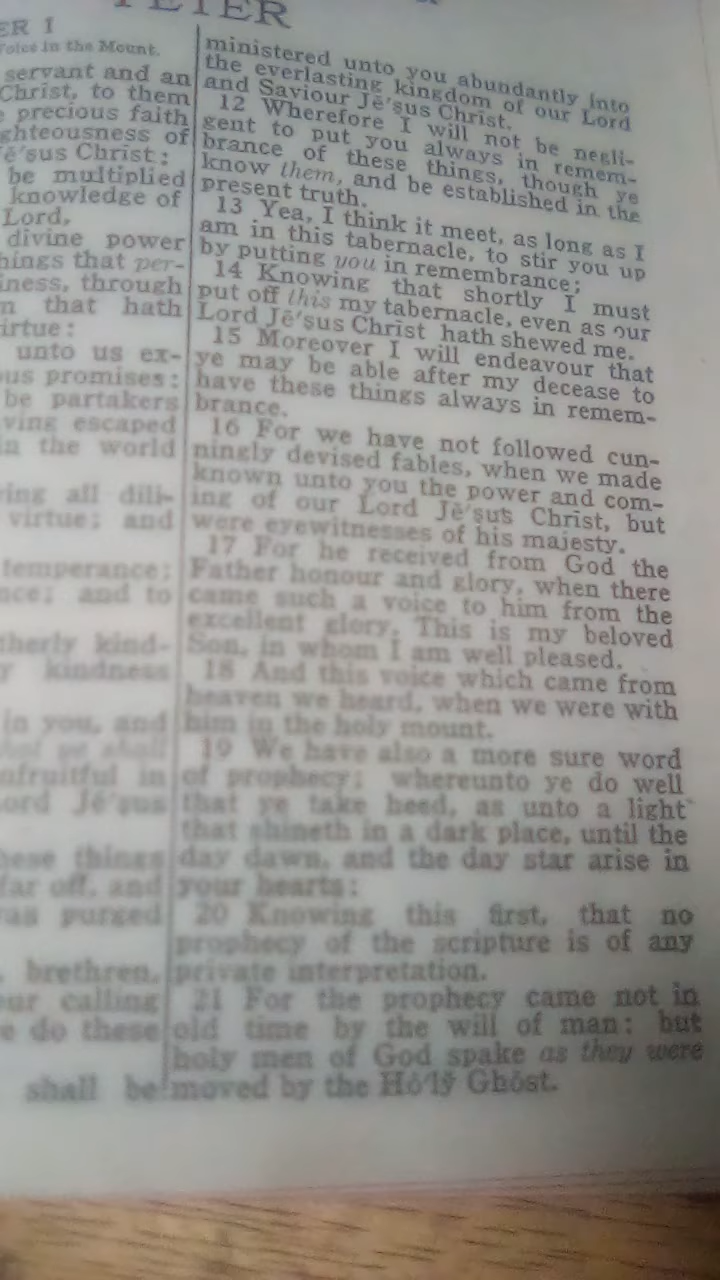 PETER
ER 1
Voice in the Mount.
servant and an
Christ, to them
precious faith
ghteousness of
ē′sus Christ:
be multiplied
knowledge of
Lord,
divine power
hings that per-
iness, through
n that hath
irtue:
unto us ex-
ous promises:
be partakers
ving escaped
in the world
ring all dili-
virtue; and
temperance;
nce; and to
therly kind-
y kindness
in you, and
that ye shall
nfruitful in
ord Jē′sus
hese things
far off, and
was purged
brethren,
our calling
e do these
shall be
ministered unto you abundantly into
the everlasting kingdom of our Lord
and Saviour Jē′sus Christ.
12 Wherefore I will not be negli-
gent to put you always in remem-
brance of these things, though ye
know them, and be established in the
present truth.
13 Yea, I think it meet, as long as I
am in this tabernacle, to stir you up
by putting you in remembrance;
14 Knowing that shortly I must
put off this my tabernacle, even as our
Lord Jē′sus Christ hath shewed me.
15 Moreover I will endeavour that
ye may be able after my decease to
have these things always in remem-
brance.
16 For we have not followed cun-
ningly devised fables, when we made
known unto you the power and com-
ing of our Lord Jē′sus Christ, but
were eyewitnesses of his majesty.
17 For he received from God the
Father honour and glory, when there
came such a voice to him from the
excellent glory, This is my beloved
Son, in whom I am well pleased.
18 And this voice which came from
heaven we heard, when we were with
him in the holy mount.
19 We have also a more sure word
of prophecy; whereunto ye do well
that ye take heed, as unto a light
that shineth in a dark place, until the
day dawn, and the day star arise in
your hearts:
20 Knowing this first, that no
prophecy of the scripture is of any
private interpretation.
21 For the prophecy came not in
old time by the will of man: but
holy men of God spake as they were
moved by the Hō′lȳ Ghōst.